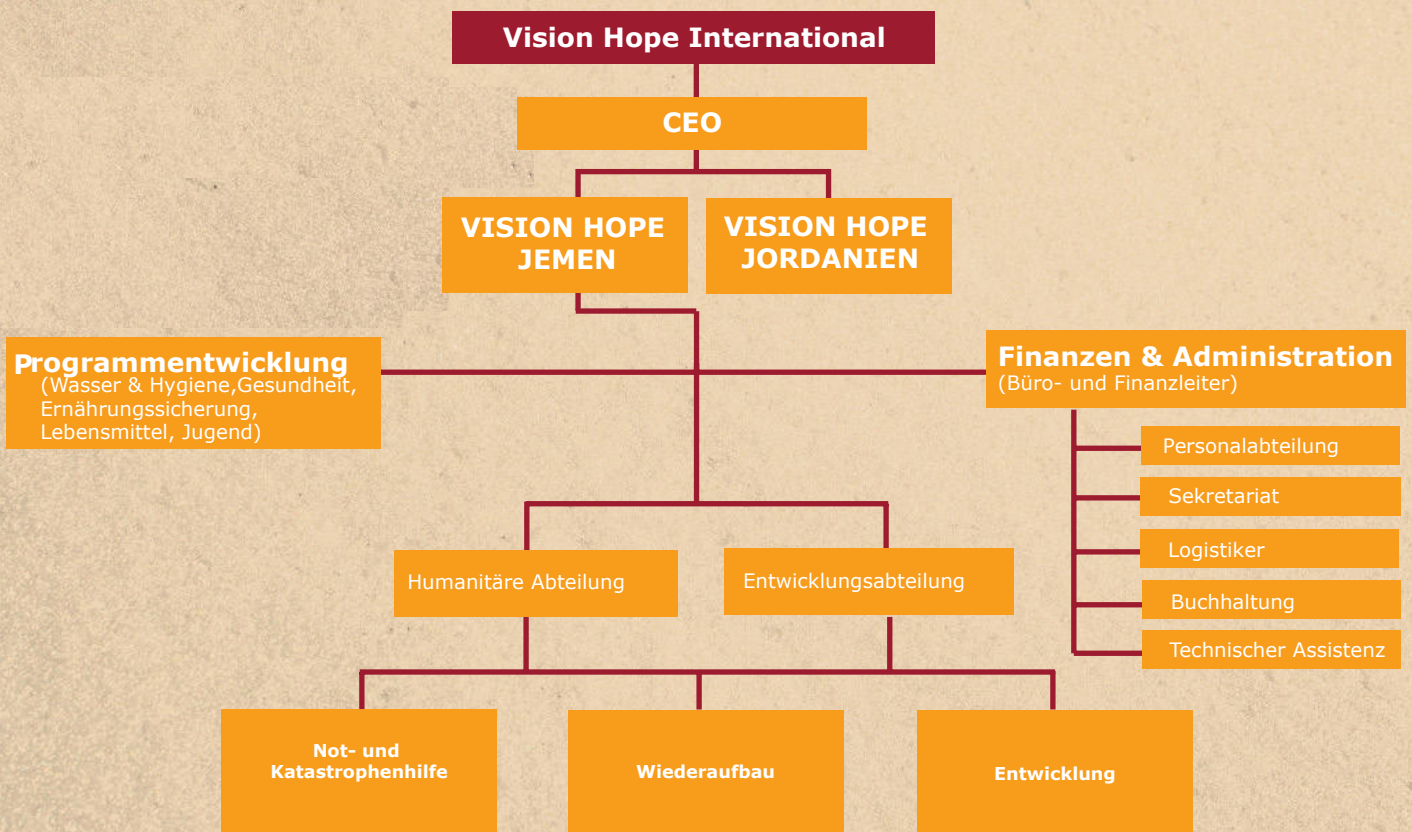 Vision Hope International
CEO
VISION HOPE
JEMEN
VISION HOPE
JORDANIEN
Programmentwicklung
(Wasser & Hygiene,Gesundheit,
Ernährungssicherung,
Lebensmittel, Jugend)
Finanzen & Administration
(Büro- und Finanzleiter)
Personalabteilung
Sekretariat
Logistiker
Buchhaltung
Technischer Assistenz
Humanitäre Abteilung
Entwicklungsabteilung
Not- und
Katastrophenhilfe
Wiederaufbau
Entwicklung